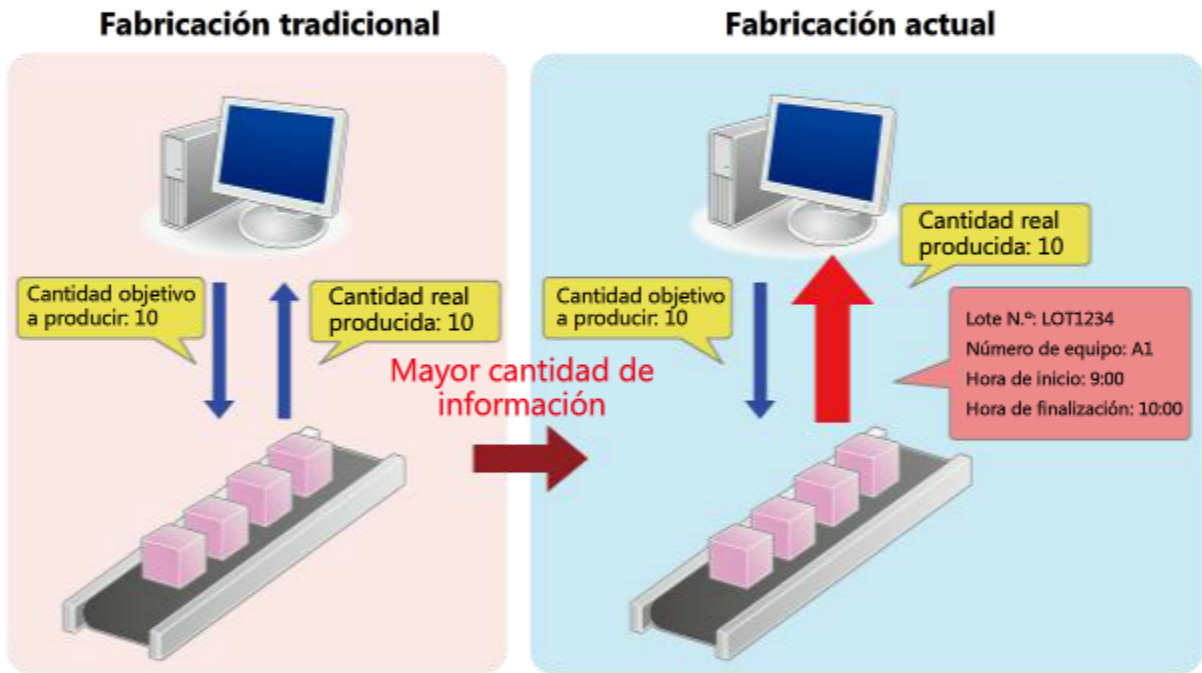 Fabricación tradicional
Fabricación actual
Cantidad objetivo
a producir: 10
Cantidad real
producida: 10
Mayor cantidad de
información
Cantidad objetivo
a producir: 10
Cantidad real
producida: 10
Lote N.º: LOT1234
Número de equipo: A1
Hora de inicio: 9:00
Hora de finalización: 10:00